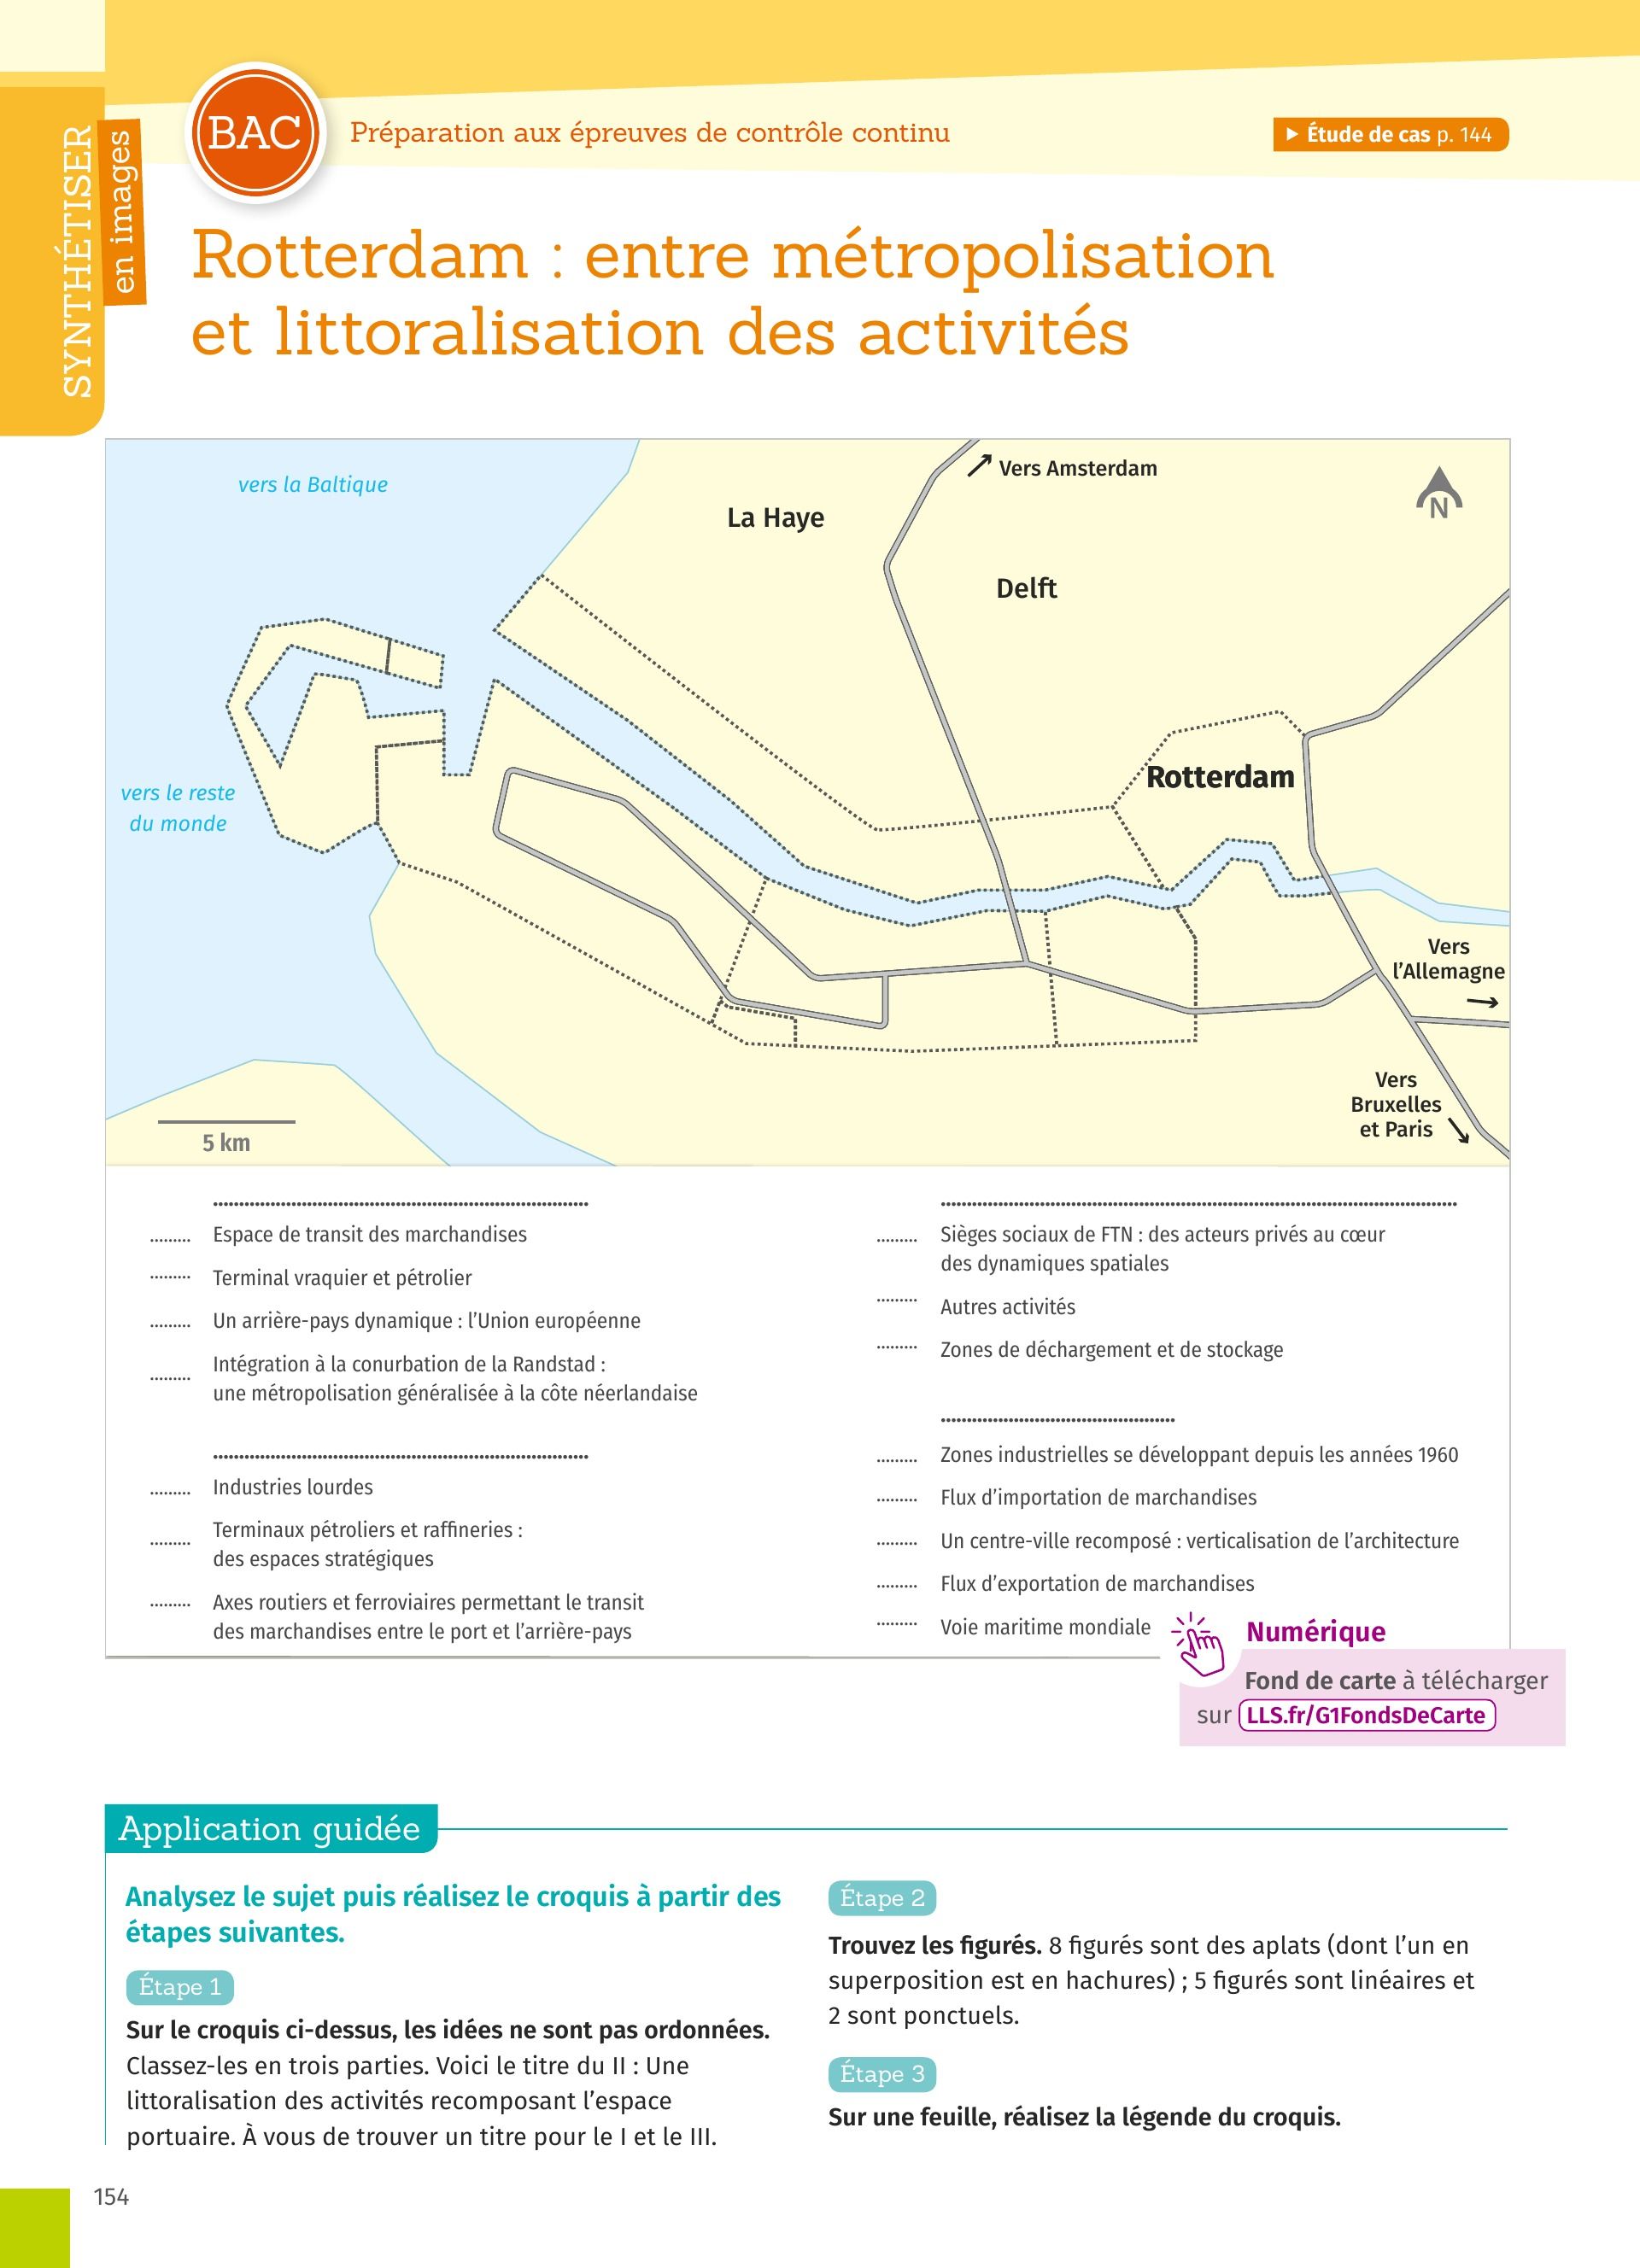 SYNTHÉTISER
en images
BAC
Préparation aux épreuves de contrôle continu
Étude de cas p. 144
Rotterdam : entre métropolisation
et littoralisation des activités
vers la Baltique
La Haye
Vers Amsterdam
N
Delft
Rotterdam
vers le reste
du monde
Vers
l'Allemagne
Vers
Bruxelles
et Paris
5 km
Espace de transit des marchandises
Terminal vraquier et pétrolier
Un arrière-pays dynamique : l'Union européenne
Intégration à la conurbation de la Randstad :
une métropolisation généralisée à la côte néerlandaise
Industries lourdes
Terminaux pétroliers et raffineries :
des espaces stratégiques
Axes routiers et ferroviaires permettant le transit
des marchandises entre le port et l'arrière-pays
Sièges sociaux de FTN : des acteurs privés au cœur
des dynamiques spatiales
Autres activités
Zones de déchargement et de stockage
Zones industrielles se développant depuis les années 1960
Flux d'importation de marchandises
Un centre-ville recomposé : verticalisation de l'architecture
Flux d'exportation de marchandises
Voie maritime mondiale
Numérique
Fond de carte à télécharger
sur LLS.fr/G1FondsDeCarte
Application guidée
Analysez le sujet puis réalisez le croquis à partir des
étapes suivantes.
Étape 1
Sur le croquis ci-dessus, les idées ne sont pas ordonnées.
Classez-les en trois parties. Voici le titre du II : Une
littoralisation des activités recomposant l'espace
portuaire. À vous de trouver un titre pour le I et le III.
Étape 2
Trouvez les figurés. 8 figurés sont des aplats (dont l'un en
superposition est en hachures) ; 5 figurés sont linéaires et
2 sont ponctuels.
Étape 3
Sur une feuille, réalisez la légende du croquis.
154